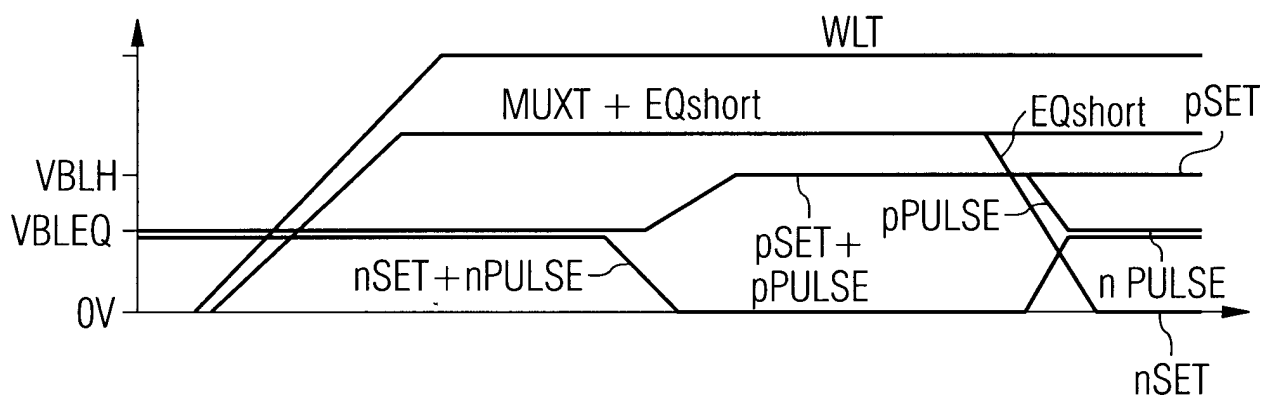 WLT
MUXT + EQshort
EQshort
pSET
VBLH
VBLEQ
pPULSE
pSET+
pPULSE
nSET+nPULSE
n PULSE
0V
nSET